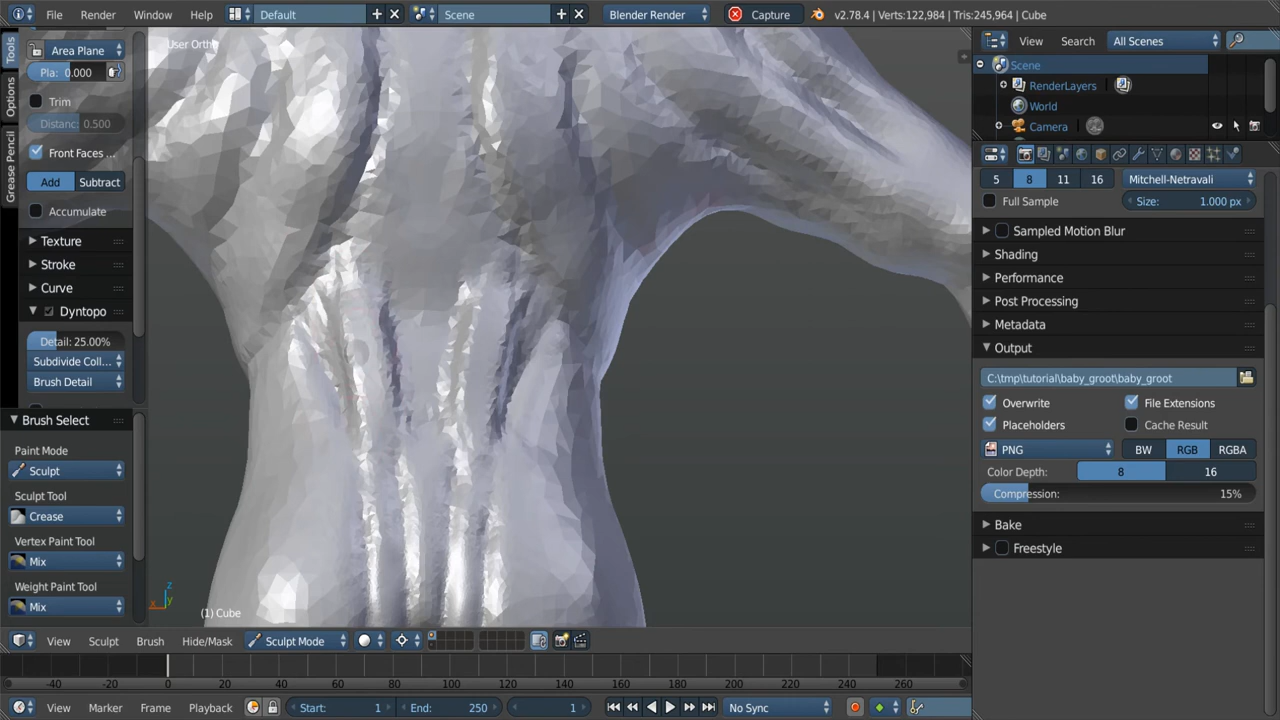 File Render Window Help Default Scene Blender Render Capture v2.78.4 | Verts:122,984 | Tris:245,964 | Cube
Tools
Options
Grease Pencil
Area Plane
Pla: 0.000
Trim
Distanc: 0.500
Front Faces ...
Add Subtract
Accumulate
Texture
Stroke
Curve
Dyntopo
Detail: 25.00%
Subdivide Coll...
Brush Detail
Brush Select
Paint Mode
Sculpt
Sculpt Tool
Crease
Vertex Paint Tool
Mix
Weight Paint Tool
Mix
User Ortho
z
x y
(1) Cube
View Sculpt Brush Hide/Mask Sculpt Mode
-40 -20 0 20 40 60 80 100 120 140 160 180 200 220 240 260
View Marker Frame Playback Start: 1 End: 250 1 No Sync
View Search All Scenes
Scene
RenderLayers
World
Camera
5 8 11 16 Mitchell-Netravali
Full Sample Size: 1.000 px
Sampled Motion Blur
Shading
Performance
Post Processing
Metadata
Output
C:\tmp\tutorial\baby_groot\baby_groot
Overwrite File Extensions
Placeholders Cache Result
PNG BW RGB RGBA
Color Depth: 8 16
Compression: 15%
Bake
Freestyle